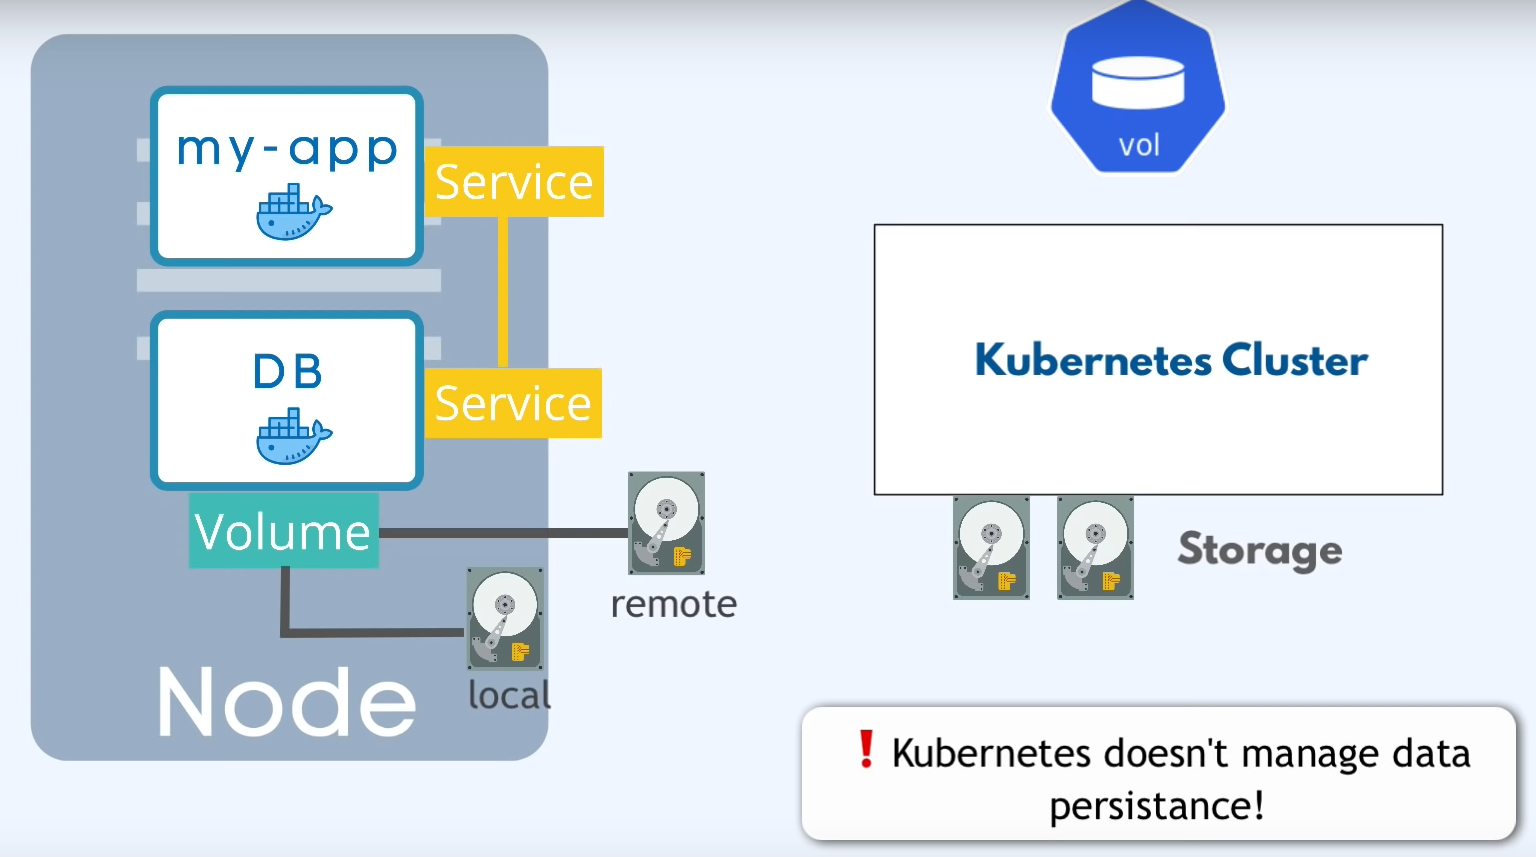 my-app
Service
DB
Service
Volume
remote
local
Node
vol
Kubernetes Cluster
Storage
! Kubernetes doesn't manage data
persistance!